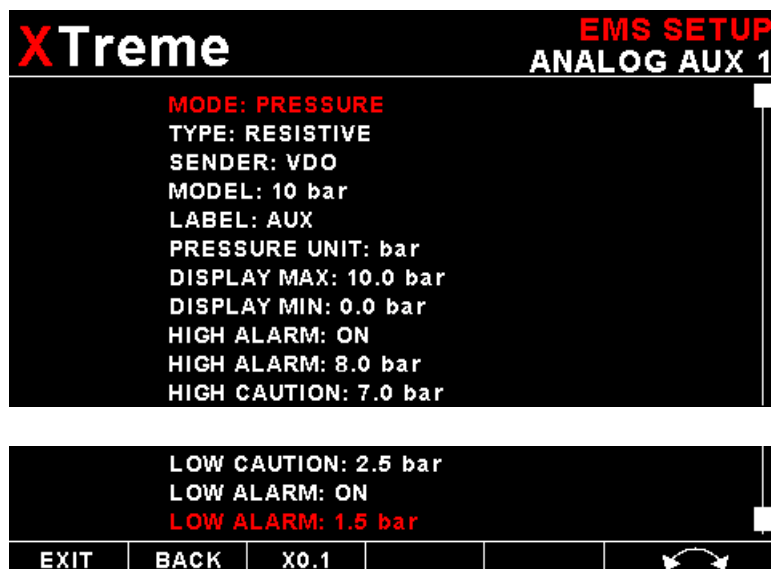 XTreme
EMS SETUP
ANALOG AUX 1
MODE: PRESSURE
TYPE: RESISTIVE
SENDER: VDO
MODEL: 10 bar
LABEL: AUX
PRESSURE UNIT: bar
DISPLAY MAX: 10.0 bar
DISPLAY MIN: 0.0 bar
HIGH ALARM: ON
HIGH ALARM: 8.0 bar
HIGH CAUTION: 7.0 bar
LOW CAUTION: 2.5 bar
LOW ALARM: ON
LOW ALARM: 1.5 bar
EXIT BACK X0.1